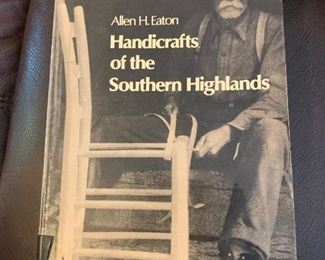 Allen H. Eaton
Handicrafts
of the
Southern Highlands